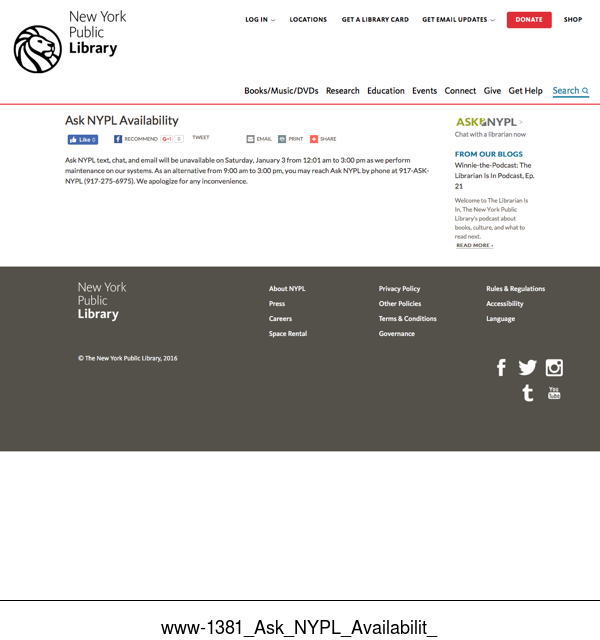 New York
Public
Library
LOG IN
LOCATIONS
GET A LIBRARY CARD
GET EMAIL UPDATES
DONATE
SHOP
Books/Music/DVDs Research Education Events Connect Give Get Help Search
Ask NYPL Availability
Like 0
RECOMMEND
G+1 0
TWEET
EMAIL
PRINT
SHARE
Ask NYPL text, chat, and email will be unavailable on Saturday, January 3 from 12:01 am to 3:00 pm as we perform
maintenance on our systems. As an alternative from 9:00 am to 3:00 pm, you may reach Ask NYPL by phone at 917-ASK-
NYPL (917-275-6975). We apologize for any inconvenience.
ASK NYPL >
Chat with a librarian now
FROM OUR BLOGS
Winnie-the-Podcast: The
Librarian Is In Podcast, Ep.
21
Welcome to The Librarian Is
In, The New York Public
Library's podcast about
books, culture, and what to
read next.
READ MORE ›
New York
Public
Library
About NYPL
Press
Careers
Space Rental
Privacy Policy
Other Policies
Terms & Conditions
Governance
Rules & Regulations
Accessibility
Language
© The New York Public Library, 2016
You
Tube
www-1381_Ask_NYPL_Availabilit_